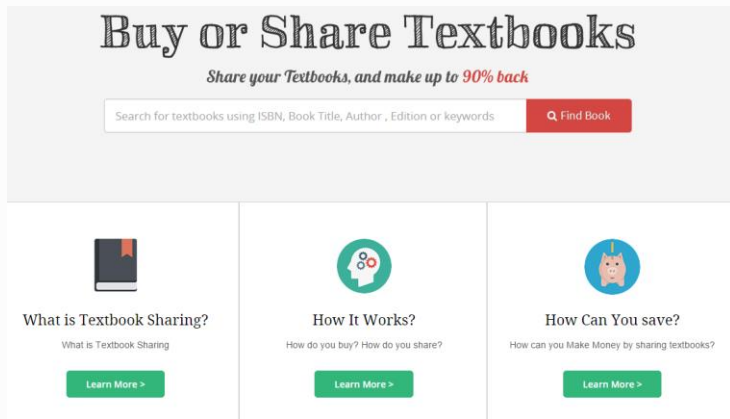 Buy or Share Textbooks
Share your Textbooks, and make up to 90% back
Search for textbooks using ISBN, Book Title, Author , Edition or keywords
Find Book
What is Textbook Sharing?
What is Textbook Sharing
Learn More >
How It Works?
How do you buy? How do you share?
Learn More >
How Can You save?
How can you Make Money by sharing textbooks?
Learn More >